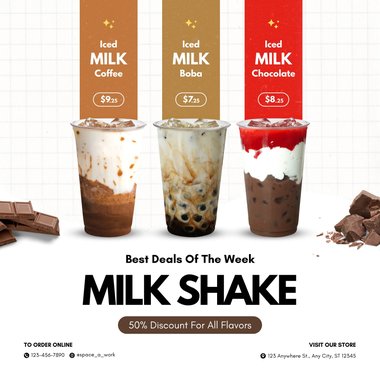 Iced
MILK
Coffee
$9.25
Iced
MILK
Boba
$7.25
Iced
MILK
Chocolate
$8.25
Best Deals Of The Week
MILK SHAKE
50% Discount For All Flavors
TO ORDER ONLINE
123-456-7890 @space_a_work
VISIT OUR STORE
123 Anywhere St., Any City, ST 12345